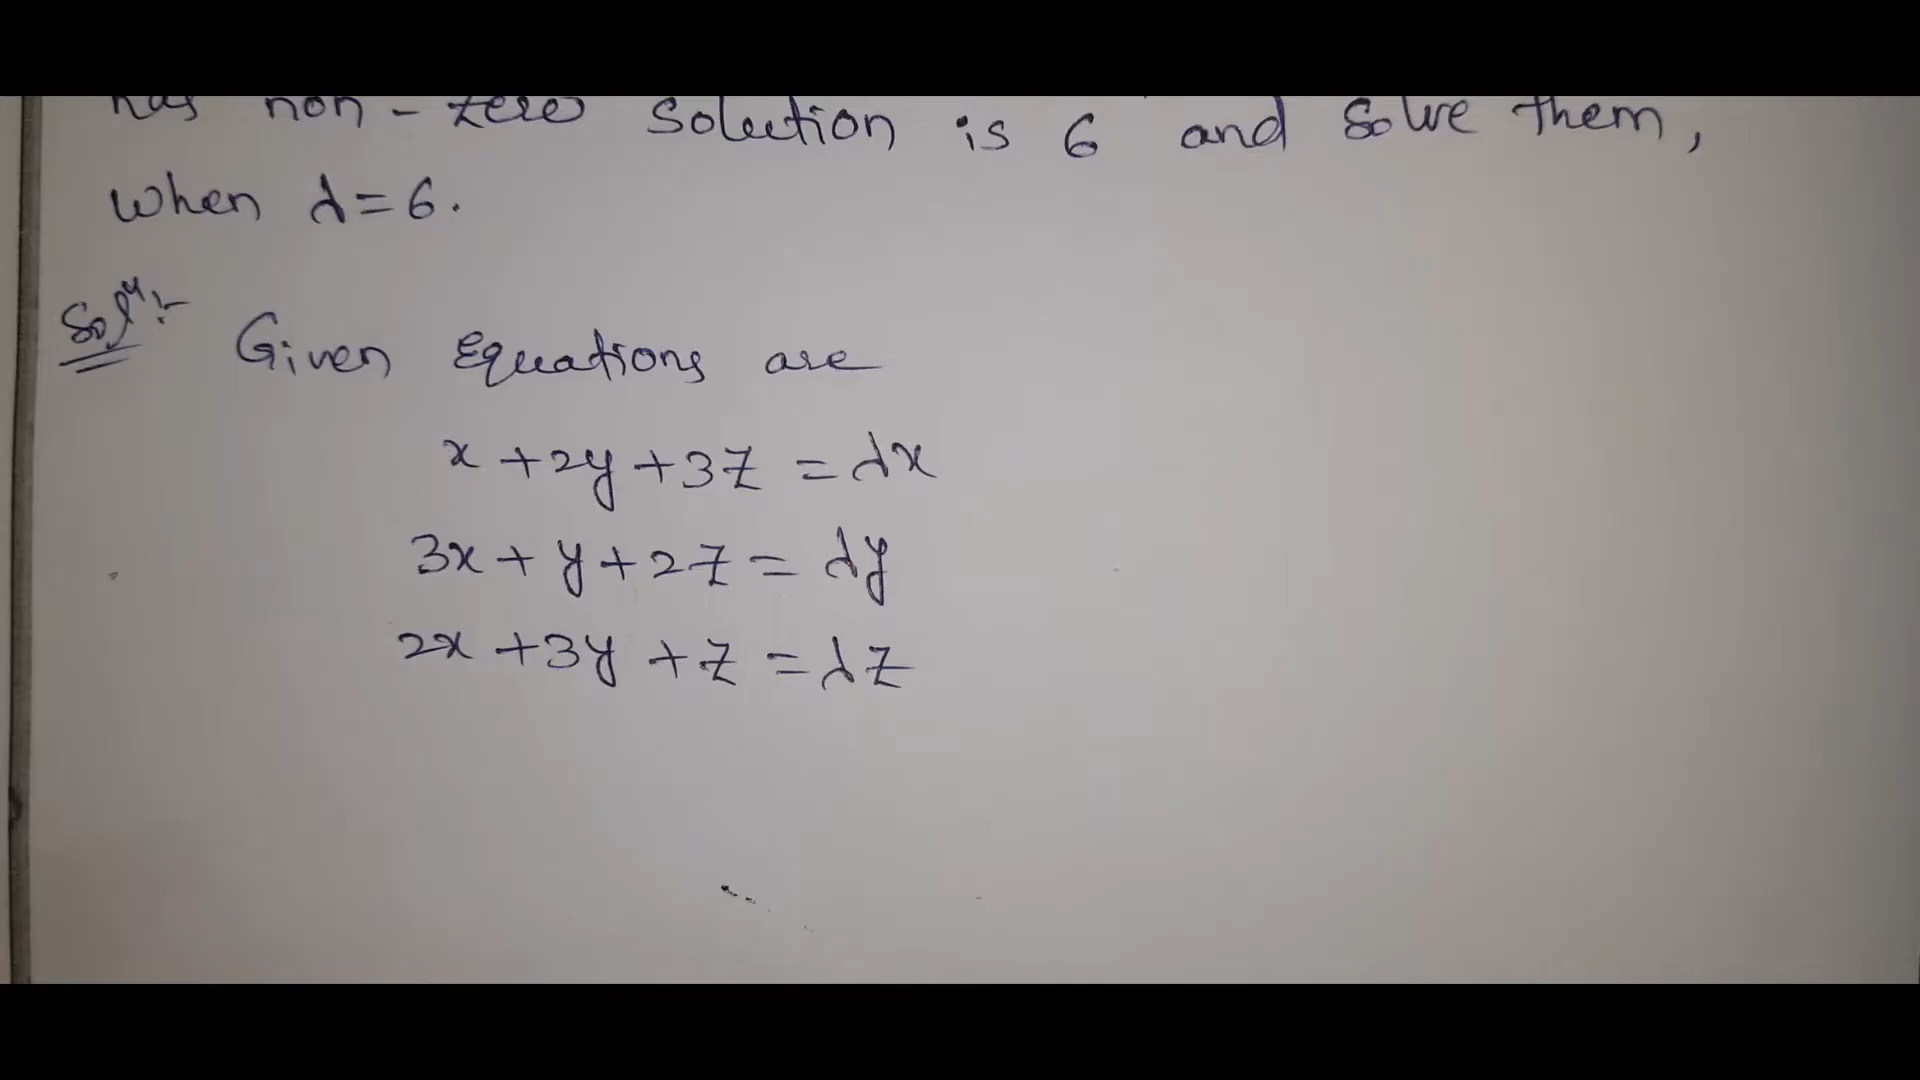 has non-zero solution is 6 and solve them,
when λ=6.
Solⁿ:-
Given Equations are
x+2y+3z=λx
3x+y+2z=λy
2x+3y+z=λz